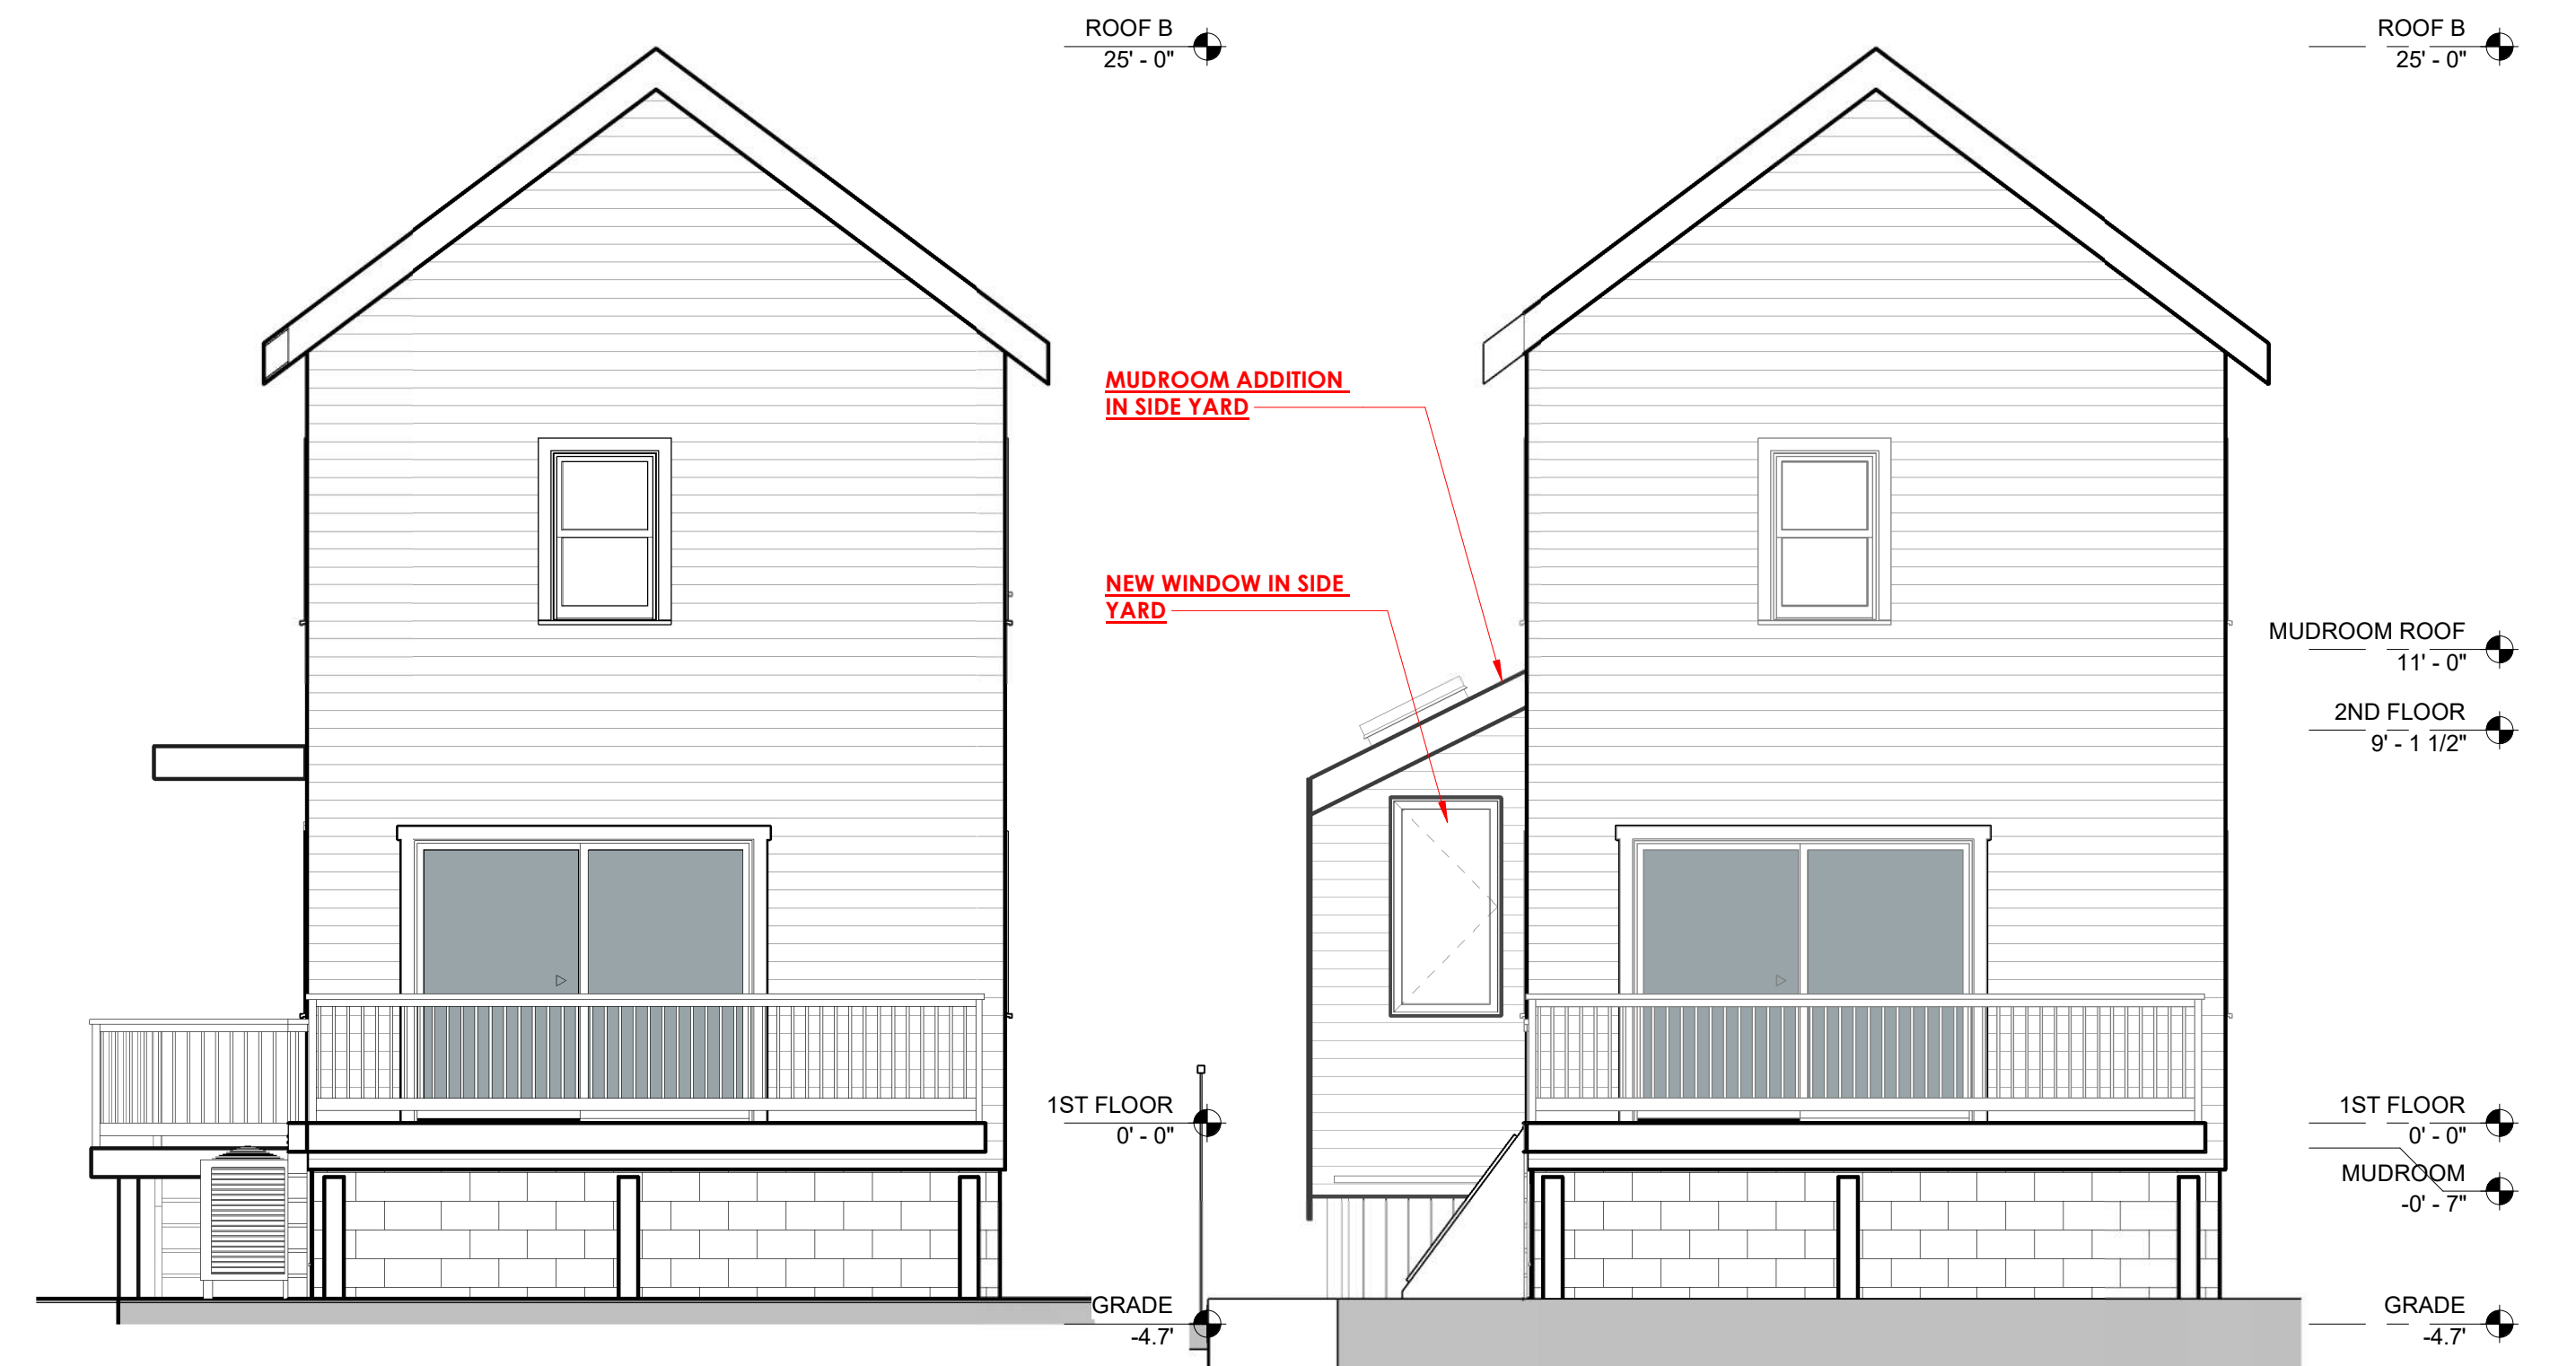 ROOF B
25' - 0"
MUDROOM ADDITION
IN SIDE YARD
NEW WINDOW IN SIDE
YARD
1ST FLOOR
0' - 0"
GRADE
-4.7'
ROOF B
25' - 0"
MUDROOM ROOF
11' - 0"
2ND FLOOR
9' - 1 1/2"
1ST FLOOR
0' - 0"
MUDROOM
-0' - 7"
GRADE
-4.7'